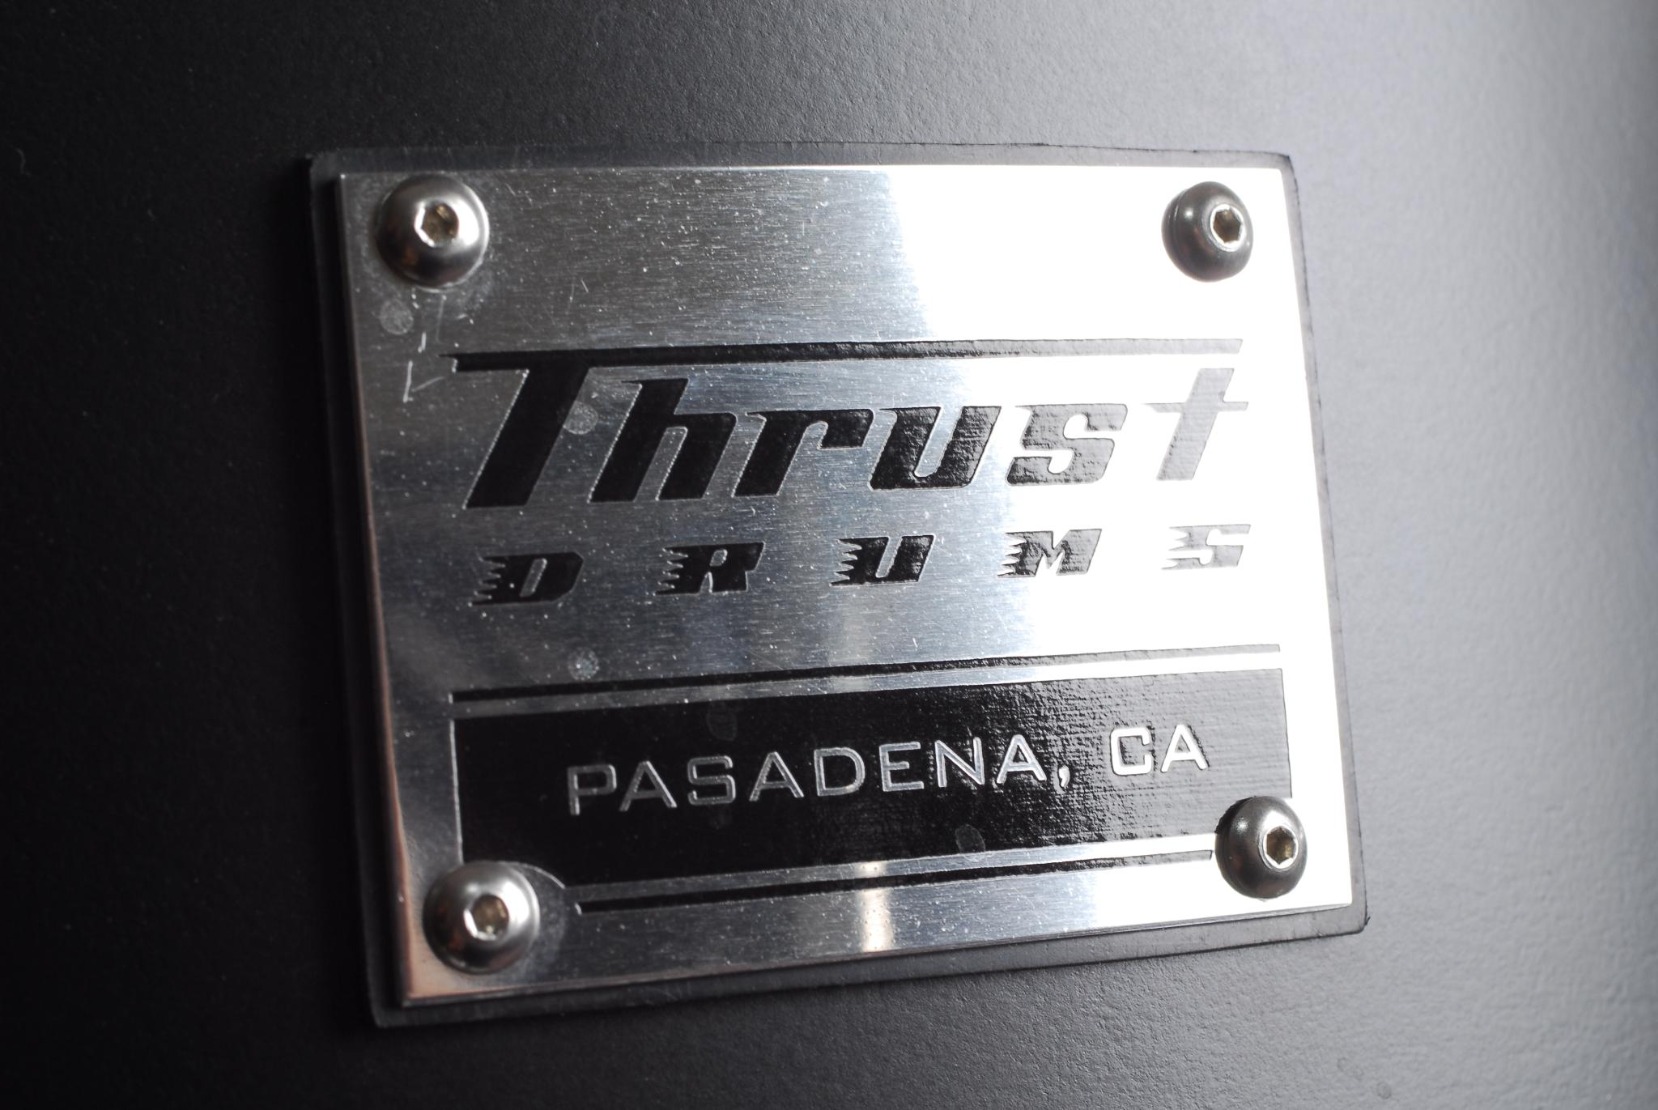 Thrust
DRUMS
PASADENA, CA